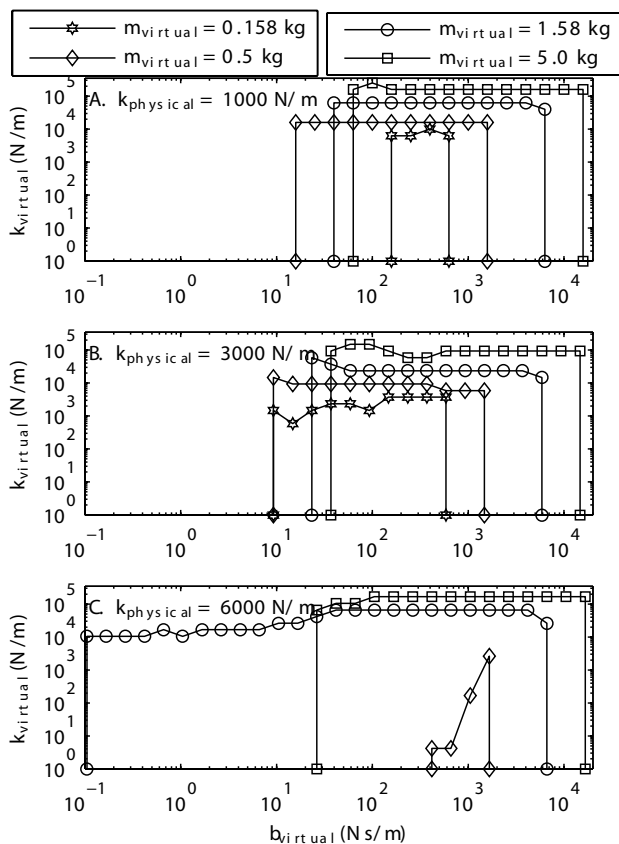 m_virtual = 0.158 kg
m_virtual = 0.5 kg
m_virtual = 1.58 kg
m_virtual = 5.0 kg
A. k_physical = 1000 N/m
k_virtual (N/m)
10^5
10^4
10^3
10^2
10^1
10^0
10^-1 10^0 10^1 10^2 10^3 10^4
B. k_physical = 3000 N/m
k_virtual (N/m)
10^5
10^4
10^3
10^2
10^1
10^0
10^-1 10^0 10^1 10^2 10^3 10^4
C. k_physical = 6000 N/m
k_virtual (N/m)
10^5
10^4
10^3
10^2
10^1
10^0
10^-1 10^0 10^1 10^2 10^3 10^4
b_virtual (N s/m)